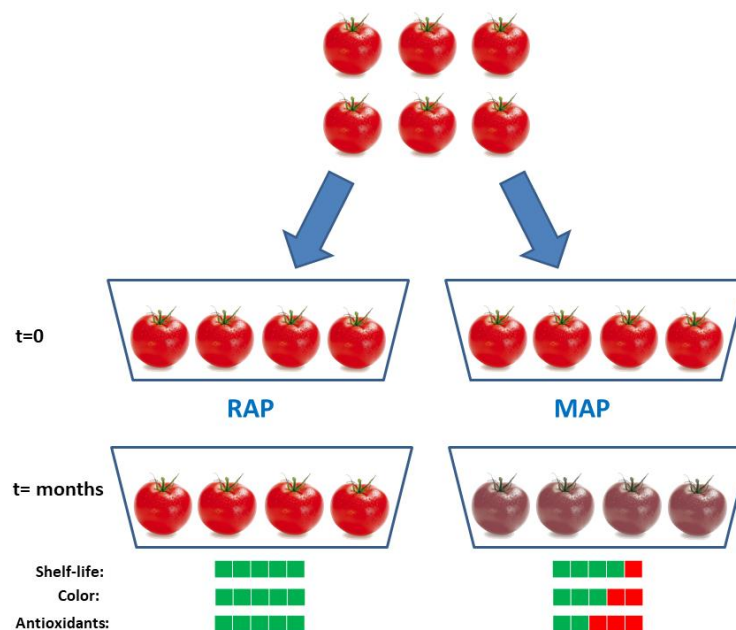 t=0
RAP
MAP
t= months
Shelf-life:
Color:
Antioxidants: